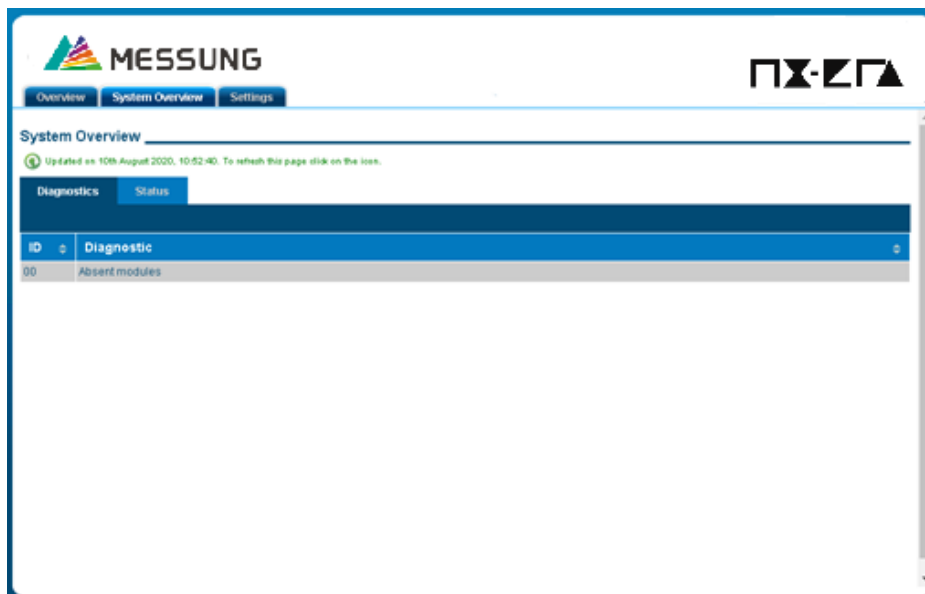 MESSUNG
NX-ERA
Overview System Overview Settings
System Overview
Updated on 10th August 2020, 10:52:40. To refresh this page click on the icon.
Diagnostics Status
ID Diagnostic
00 Absent modules